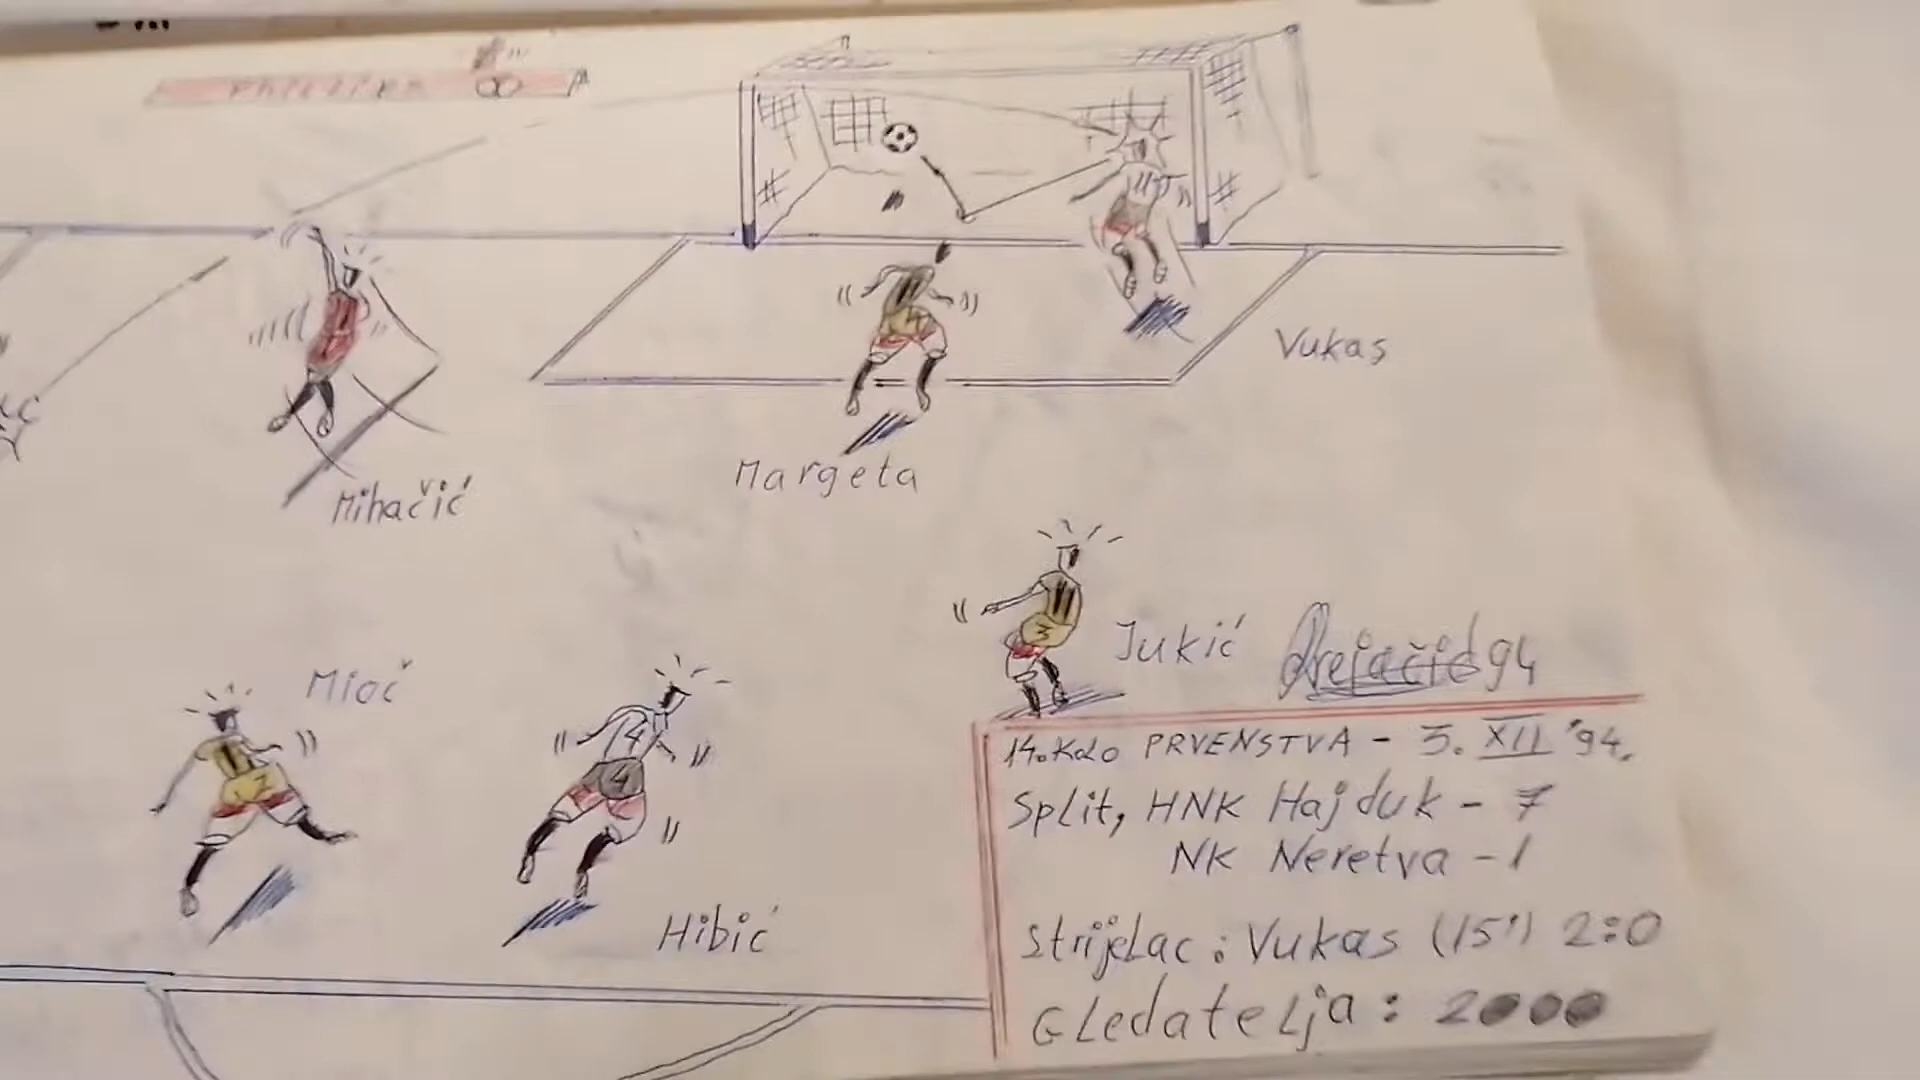 Vukas
Margeta
Mihačić
Jukić
94
Mioč
Hibić
14. KOLO PRVENSTVA - 3. XII '94.
Split, HNK Hajduk - 7
NK Neretva - 1
Strijelac: Vukas (15') 2:0
Gledatelja: 2000